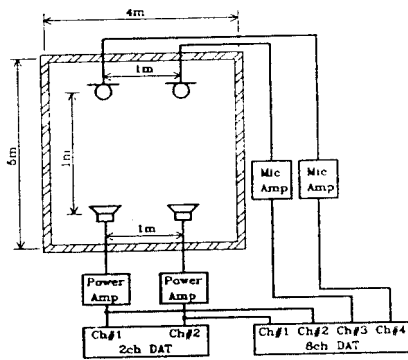 4m
1m
5m
1m
1m
Mic
Amp
Mic
Amp
Power
Amp
Power
Amp
Ch#1 Ch#2
2ch DAT
Ch#1 Ch#2 Ch#3 Ch#4
8ch DAT